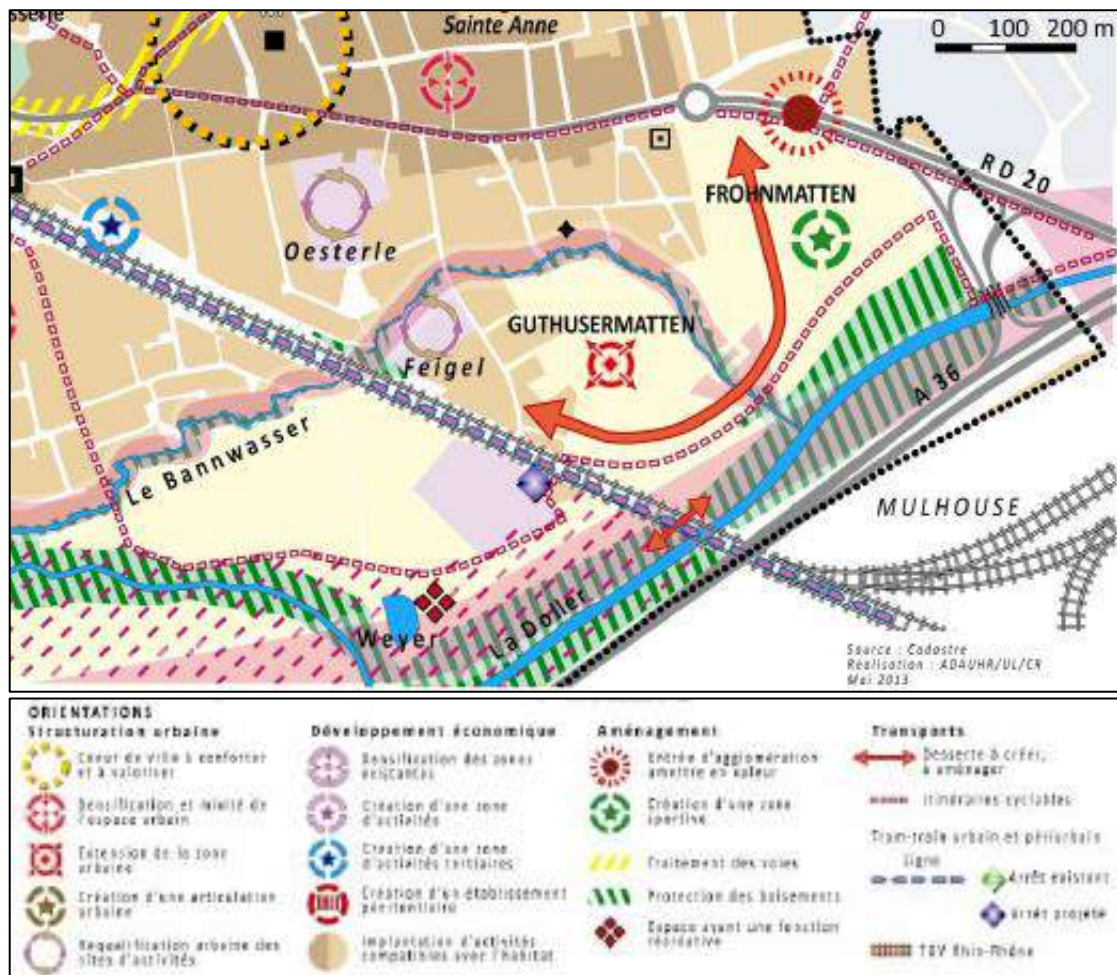 sserie
Sainte Anne
0 100 200 m
RD 20
FROHNMATTEN
Oesterle
GUTHUSERMATTEN
Feigel
A 36
Le Bannwasser
MULHOUSE
Weyer
La Doller
Source : Cadastre
Réalisation : ADAUHR/UL/CR
Mai 2013
ORIENTATIONS
Structuration urbaine
Coeur de ville à conforter
et à valoriser
Densification et mixité de
l'espace urbain
Extension de la zone
urbaine
Création d'une articulation
urbaine
Requalification urbaine des
sites d'activités
Développement économique
Densification des zones
existantes
Création d'une zone
d'activités
Création d'une zone
d'activités tertiaires
Création d'un établissement
pénitentiaire
Implantation d'activités
compatibles avec l'habitat
Aménagement
Entrée d'agglomération
amettre en valeur
Création d'une zone
sportive
Traitement des voies
Protection des boisements
Espace ayant une fonction
récréative
Transports
Desserte à créer,
à aménager
Itinéraires cyclables
Tram-train urbain et périurbain
ligne
Arrêt existant
Arrêt projeté
TGV Rhin-Rhône